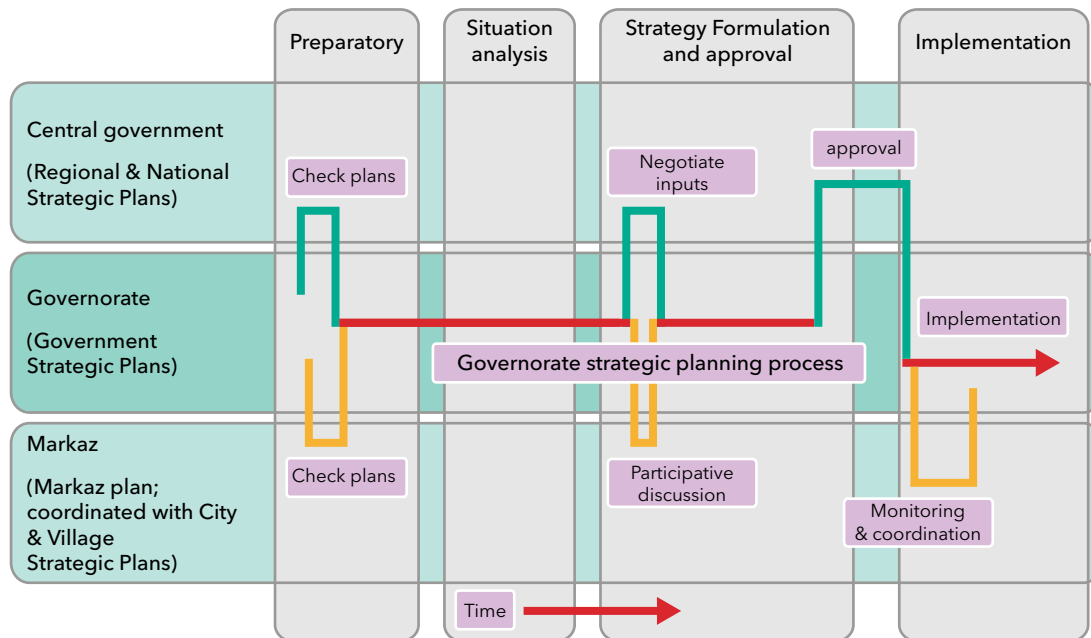 Preparatory
Situation
analysis
Strategy Formulation
and approval
Implementation
Central government
(Regional & National
Strategic Plans)
Check plans
Negotiate
inputs
approval
Governorate
(Government
Strategic Plans)
Implementation
Governorate strategic planning process
Markaz
(Markaz plan;
coordinated with City
& Village
Strategic Plans)
Check plans
Participative
discussion
Monitoring
& coordination
Time